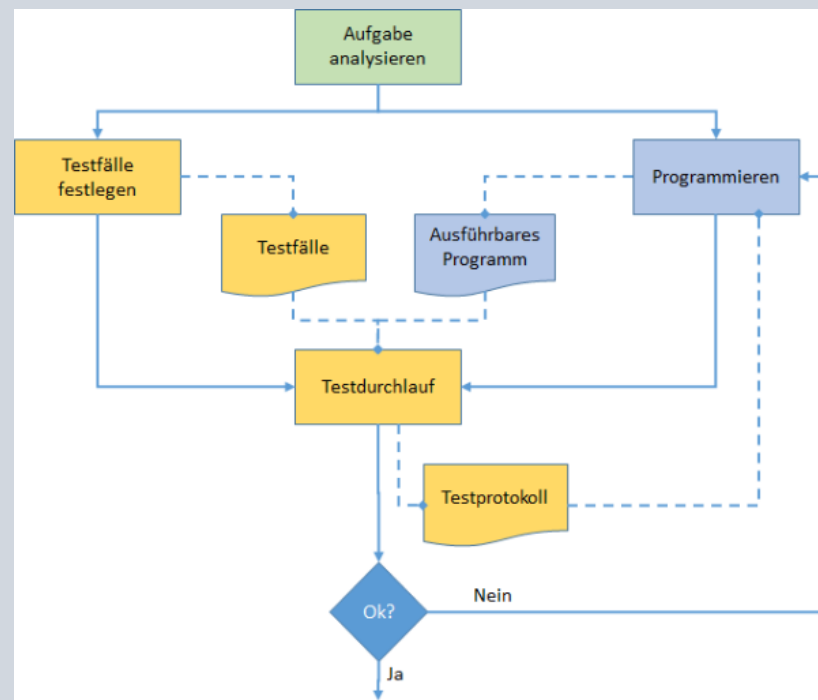 Aufgabe
analysieren
Testfälle
festlegen
Programmieren
Testfälle
Ausführbares
Programm
Testdurchlauf
Testprotokoll
Ok?
Nein
Ja